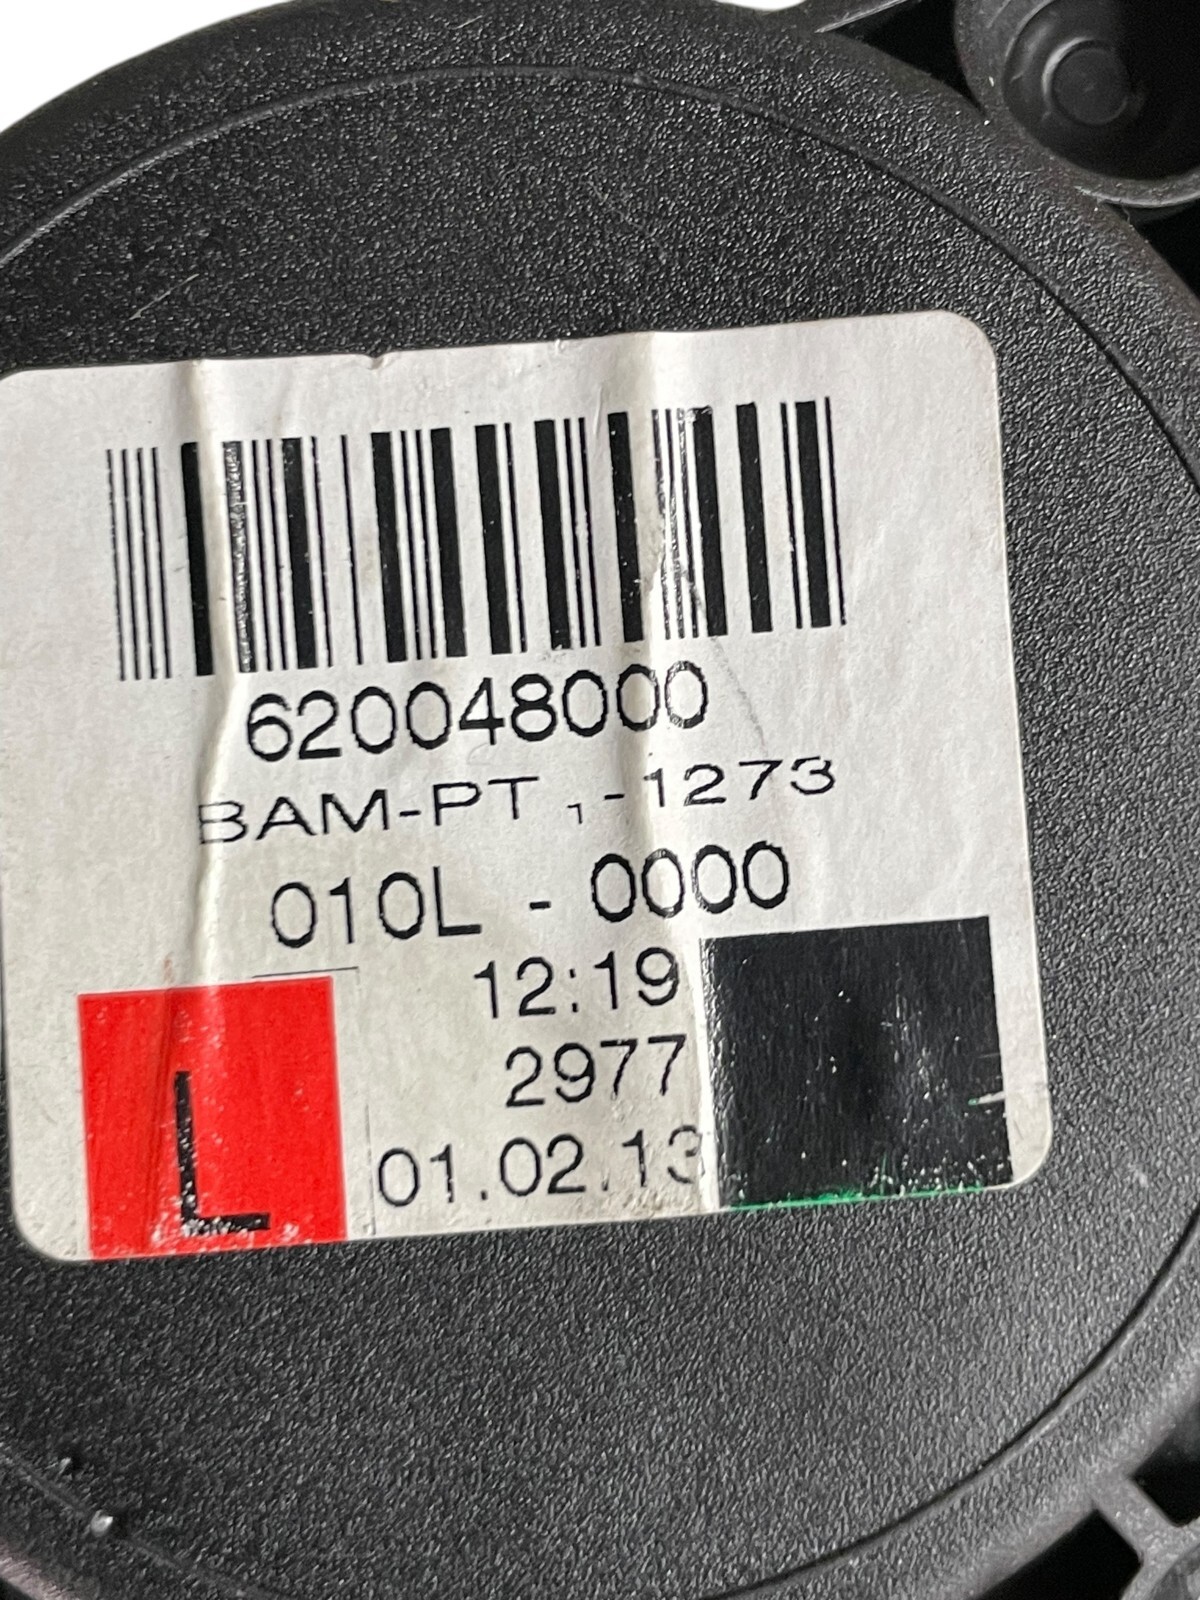 620048000
BAM-PT 1-1273
010L - 0000
12:19
2977
01.02.13
L